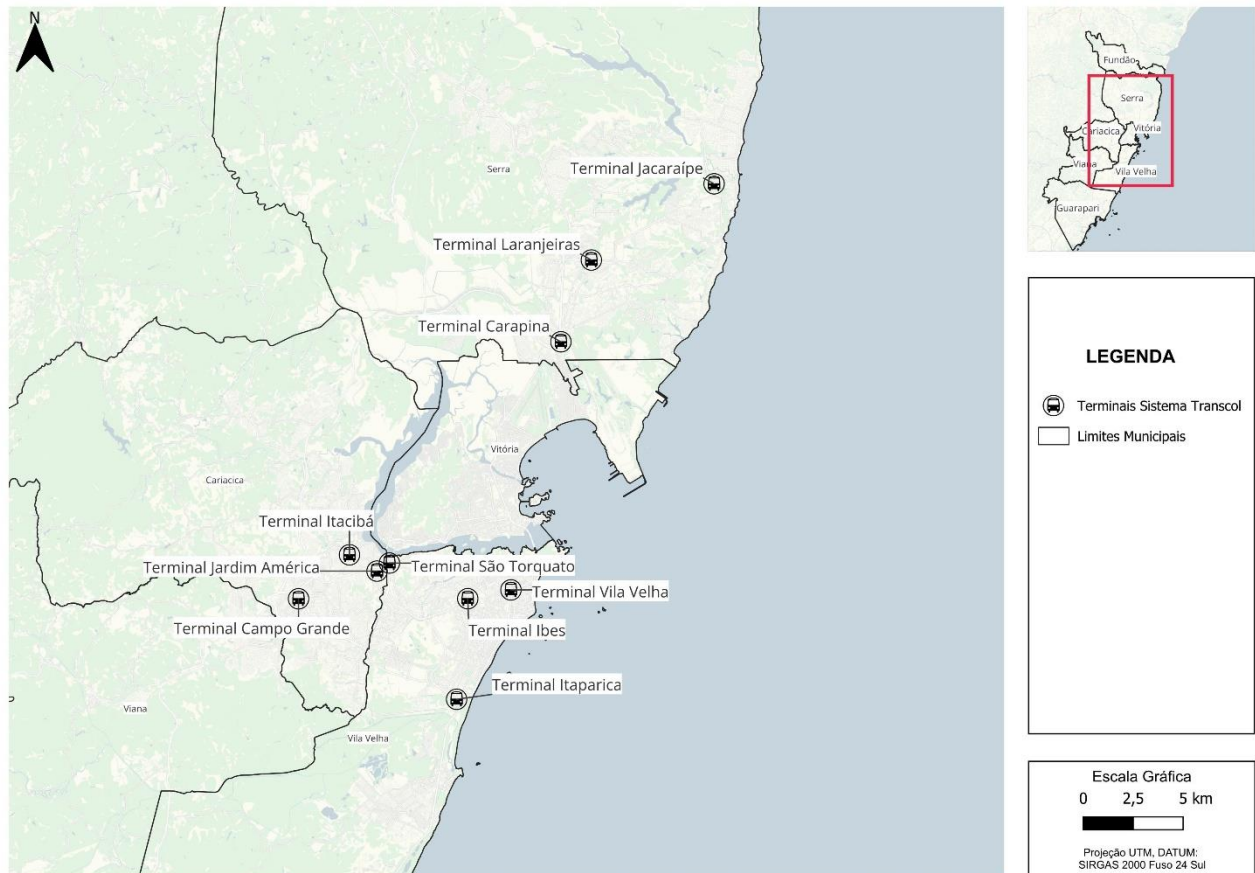 N
Serra
Terminal Jacaraípe
Terminal Laranjeiras
Terminal Carapina
Vitória
Cariacica
Terminal Itacibá
Terminal Jardim América
Terminal São Torquato
Terminal Vila Velha
Terminal Campo Grande
Terminal Ibes
Terminal Itaparica
Viana
Vila Velha
Fundão
Serra
Cariacica
Vitória
Viana
Vila Velha
Guarapari
LEGENDA
Terminais Sistema Transcol
Limites Municipais
Escala Gráfica
0 2,5 5 km
Projeção UTM, DATUM:
SIRGAS 2000 Fuso 24 Sul